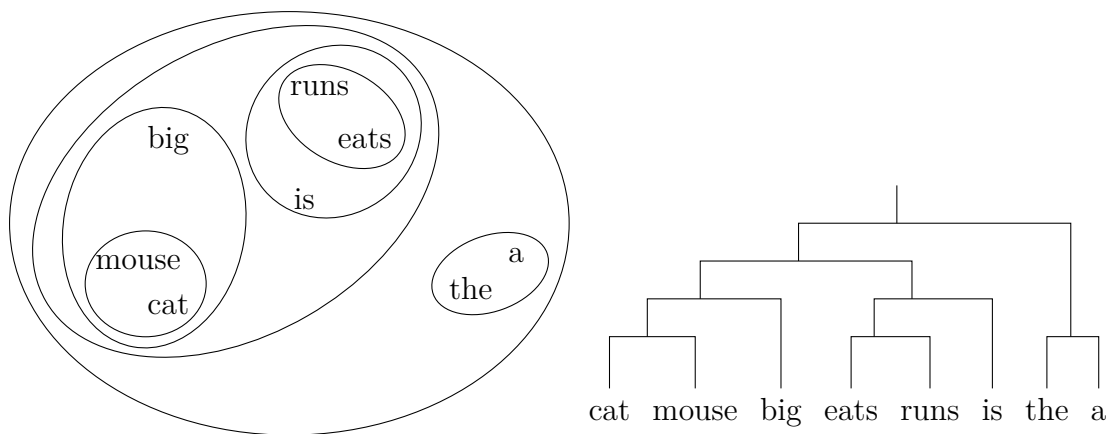 runs
eats
big
is
mouse
cat
a
the
cat mouse big eats runs is the a